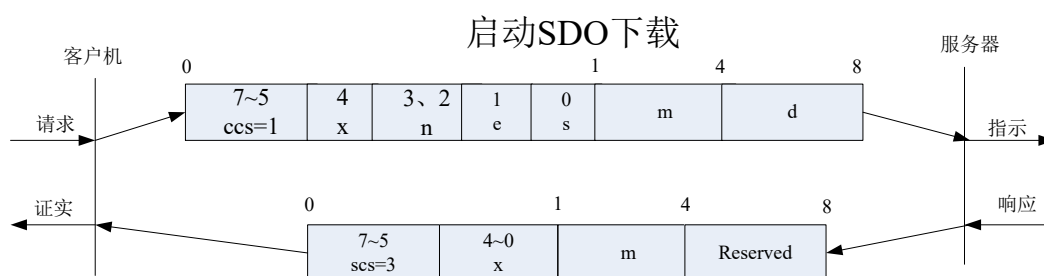 启动SDO下载
客户机
服务器
0 1 4 8
7~5 4 3、2 1 0 m d
ccs=1 x n e s
请求
指示
证实
响应
0 1 4 8
7~5 4~0 m Reserved
scs=3 x